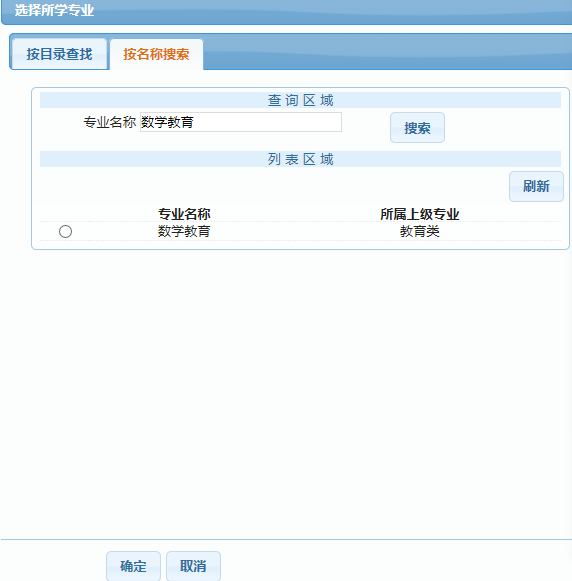 选择所学专业
按目录查找 按名称搜索
查 询 区 域
专业名称 数学教育 搜索
列 表 区 域
刷新
专业名称 所属上级专业
数学教育 教育类
确定 取消